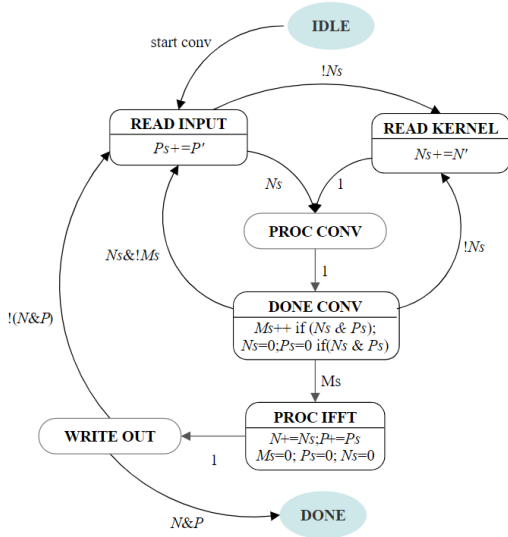 IDLE
start conv
!Ns
READ INPUT
Ps+=P'
READ KERNEL
Ns+=N'
Ns
1
PROC CONV
Ns&!Ms
!Ns
1
DONE CONV
Ms++ if (Ns & Ps);
Ns=0;Ps=0 if(Ns & Ps)
!(N&P)
Ms
PROC IFFT
N+=Ns;P+=Ps
Ms=0; Ps=0; Ns=0
WRITE OUT
1
N&P
DONE